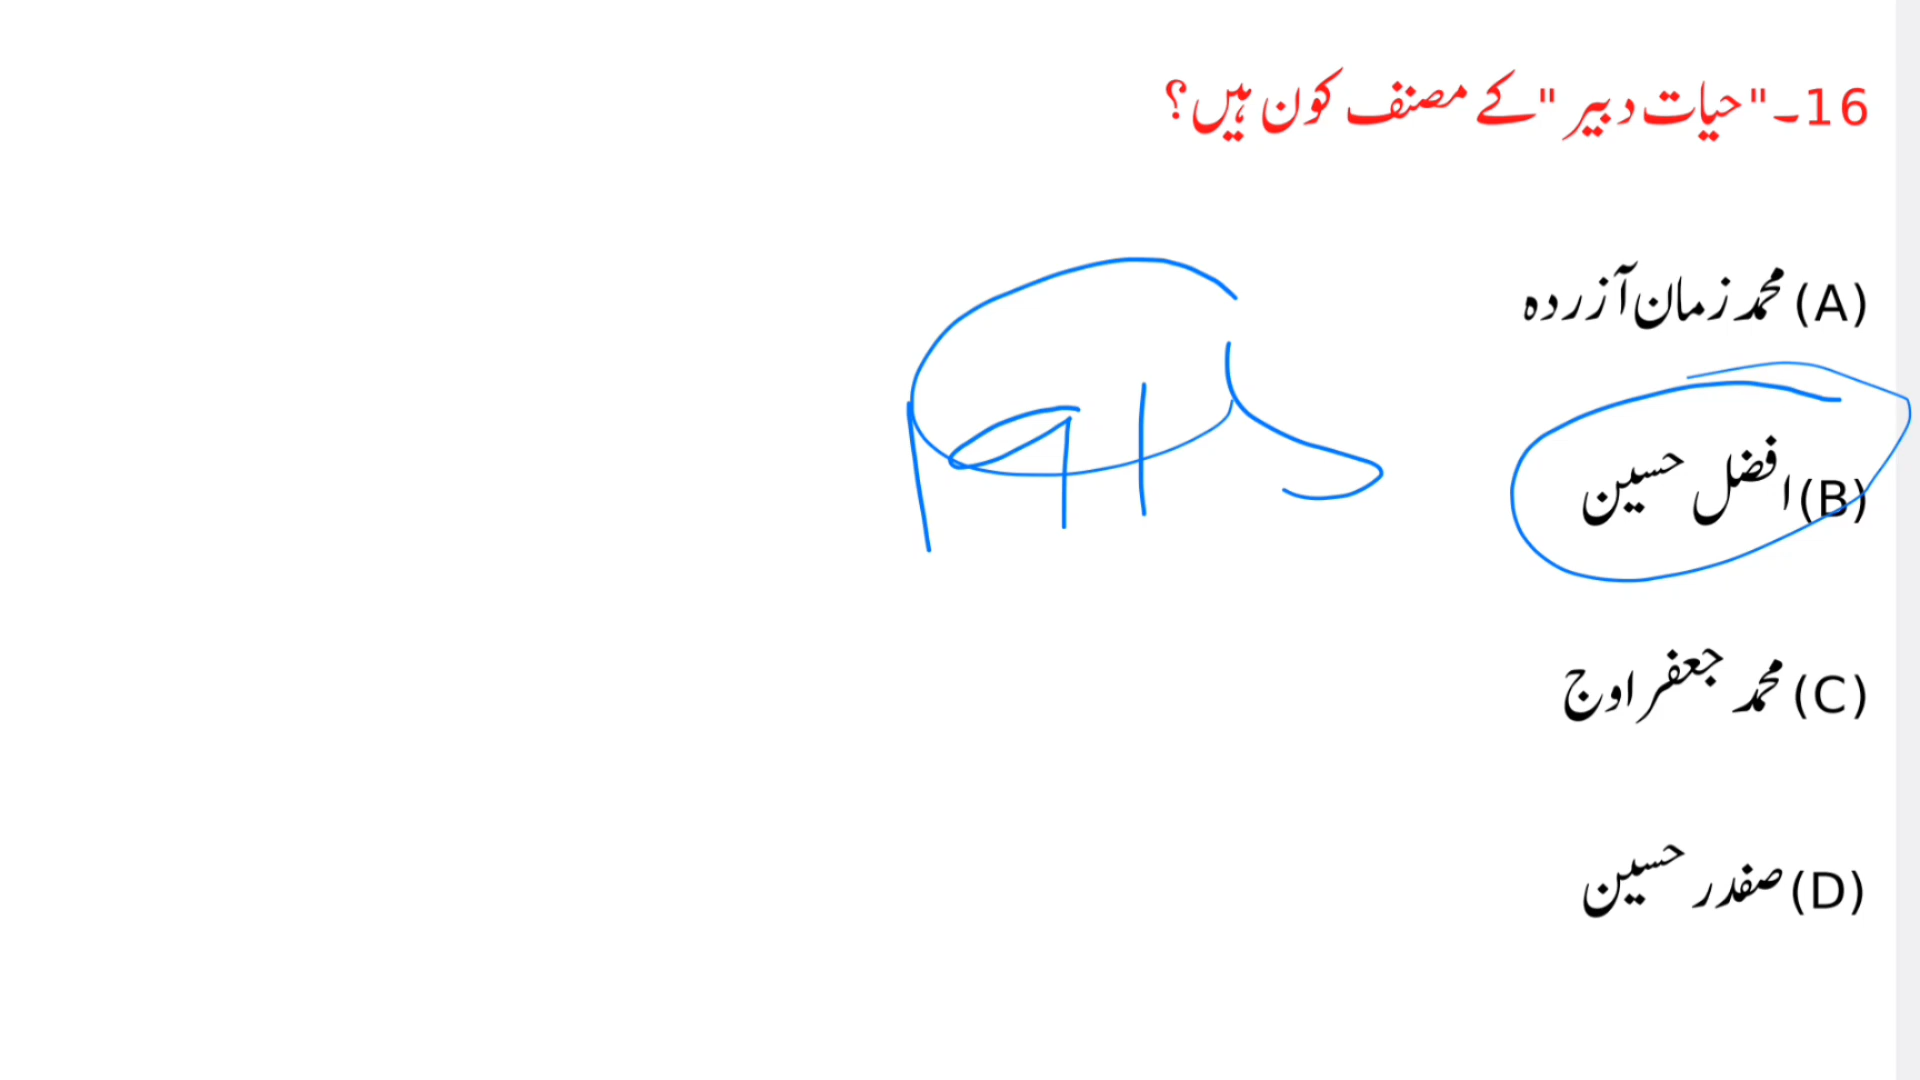 16۔"حیات دبیر" کے مصنف کون ہیں؟
(A) محمد زمان آزردہ
(B) افضل حسین
(C) محمد جعفر اوج
(D) صفدر حسین